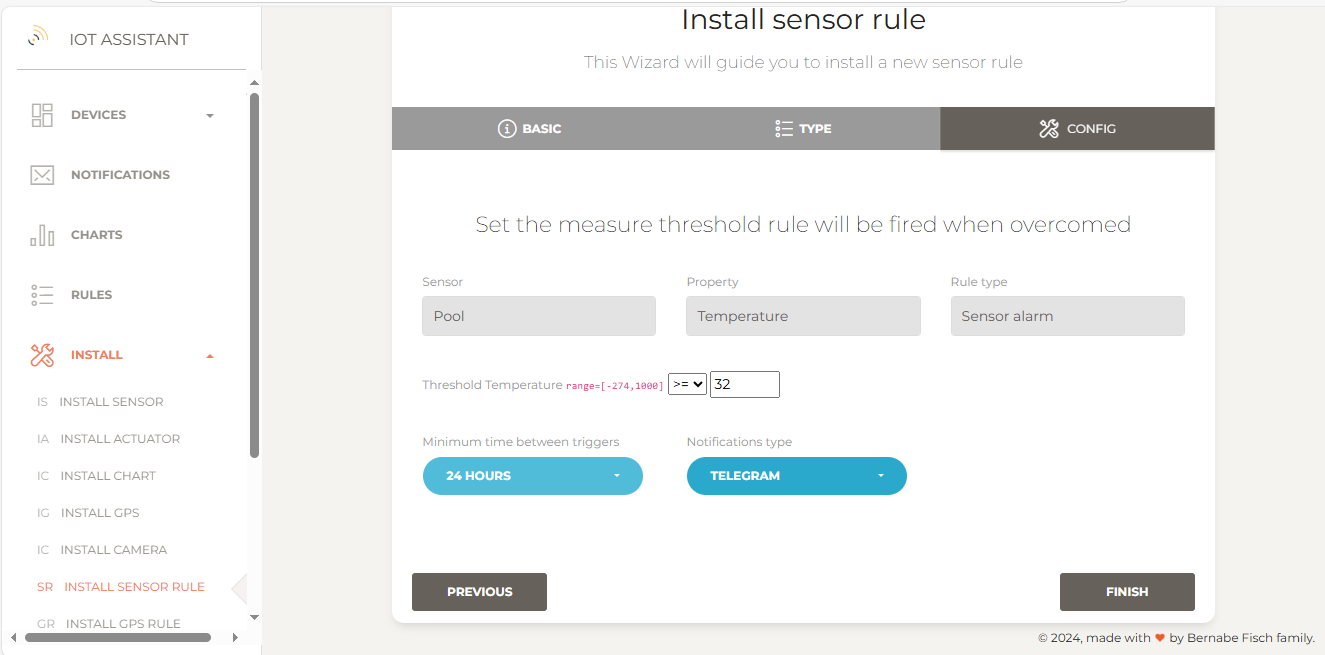 IOT ASSISTANT
DEVICES
NOTIFICATIONS
CHARTS
RULES
INSTALL
IS INSTALL SENSOR
IA INSTALL ACTUATOR
IC INSTALL CHART
IG INSTALL GPS
IC INSTALL CAMERA
SR INSTALL SENSOR RULE
GR INSTALL GPS RULE
Install sensor rule
This Wizard will guide you to install a new sensor rule
BASIC TYPE CONFIG
Set the measure threshold rule will be fired when overcomed
Sensor Property Rule type
Pool Temperature Sensor alarm
Threshold Temperature range=[-274,1000] >= 32
Minimum time between triggers Notifications type
24 HOURS TELEGRAM
PREVIOUS FINISH
© 2024, made with ♥ by Bernabe Fisch family.